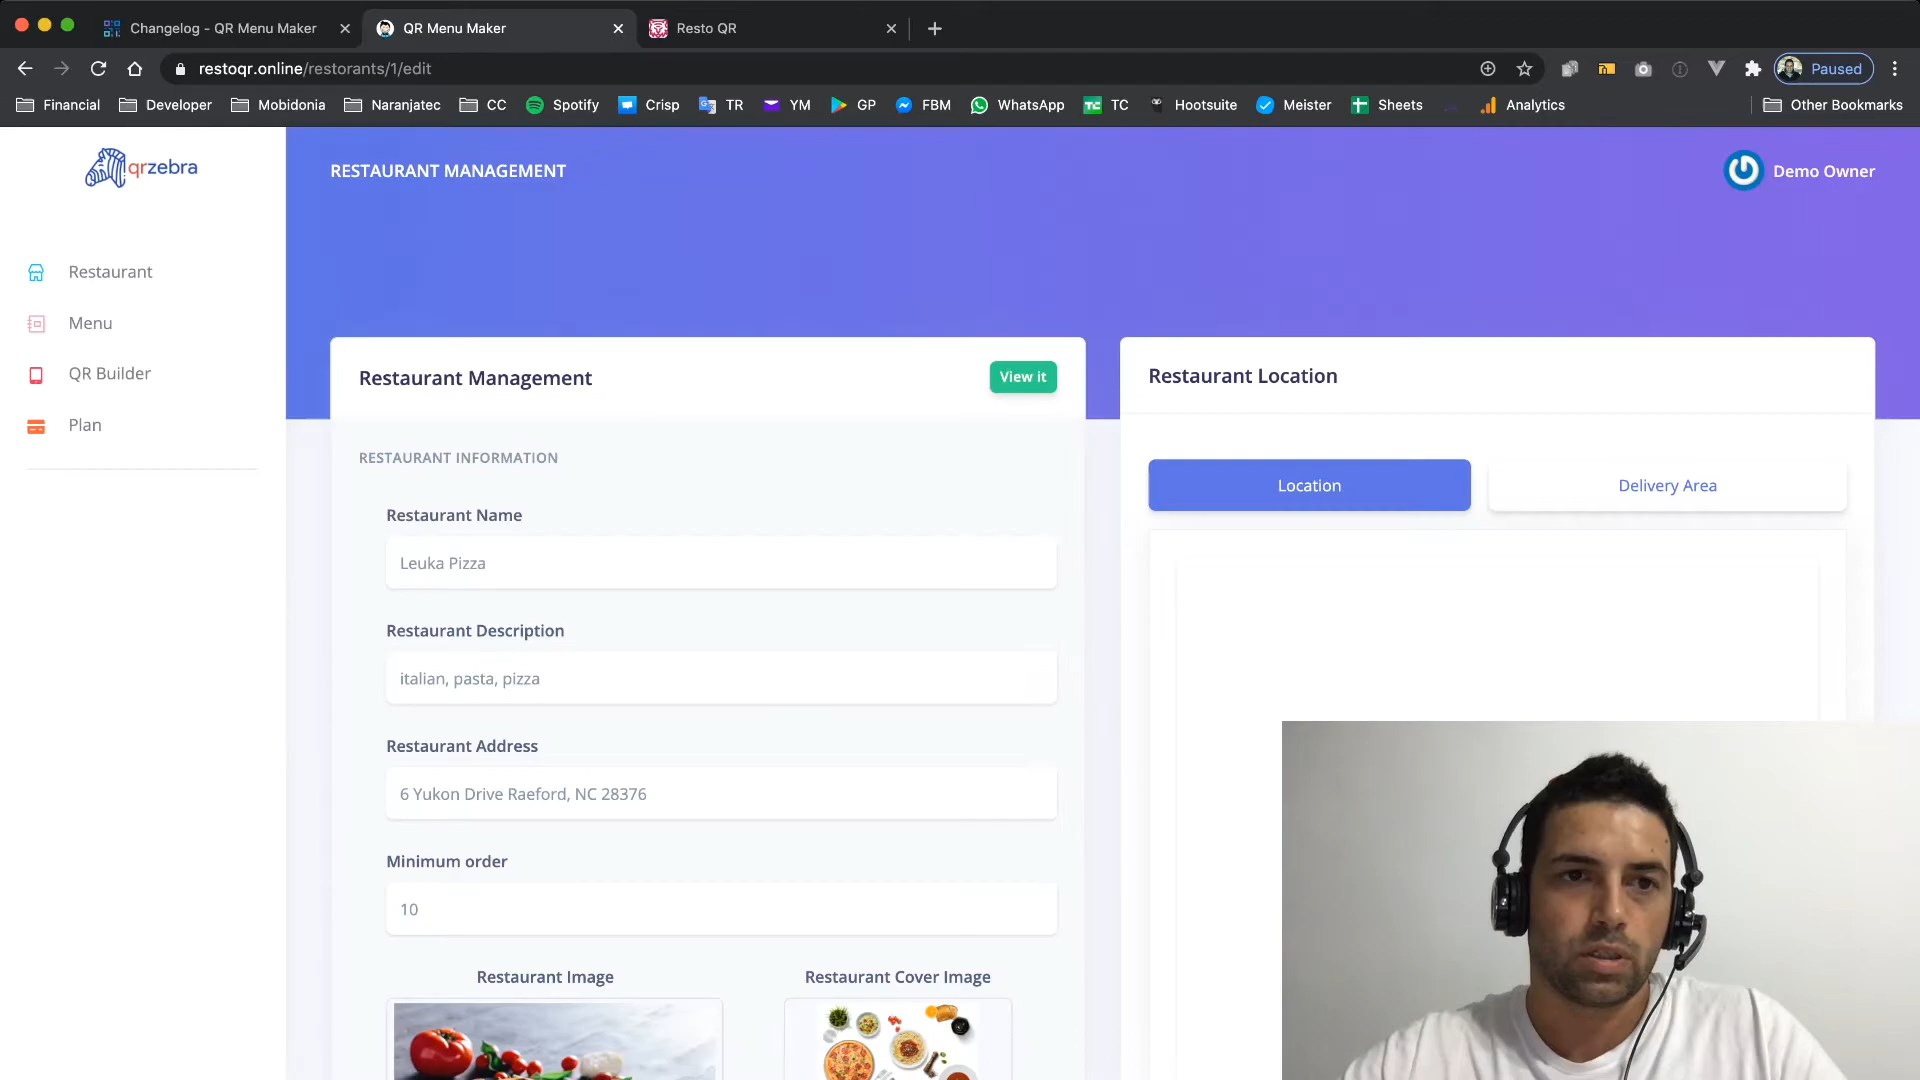 Changelog - QR Menu Maker
QR Menu Maker
Resto QR
restoqr.online/restorants/1/edit
Paused
Financial
Developer
Mobidonia
Naranjatec
CC
Spotify
Crisp
TR
YM
GP
FBM
WhatsApp
TC
Hootsuite
Meister
Sheets
Analytics
Other Bookmarks
qrzebra
RESTAURANT MANAGEMENT
Demo Owner
Restaurant
Menu
QR Builder
Plan
Restaurant Management
View it
RESTAURANT INFORMATION
Restaurant Name
Leuka Pizza
Restaurant Description
italian, pasta, pizza
Restaurant Address
6 Yukon Drive Raeford, NC 28376
Minimum order
10
Restaurant Image
Restaurant Cover Image
Restaurant Location
Location
Delivery Area